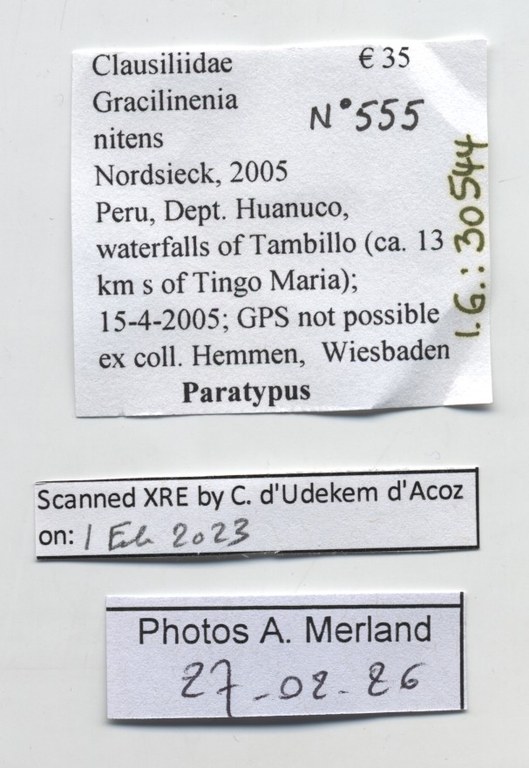 Clausiliidae € 35
Gracilinenia
nitens
N°555
Nordsieck, 2005
Peru, Dept. Huanuco,
waterfalls of Tambillo (ca. 13
km s of Tingo Maria);
15-4-2005; GPS not possible
ex coll. Hemmen, Wiesbaden
Paratypus
I.G.: 30544
Scanned XRE by C. d'Udekem d'Acoz
on: 1 Feb 2023
Photos A. Merland
27-02-26